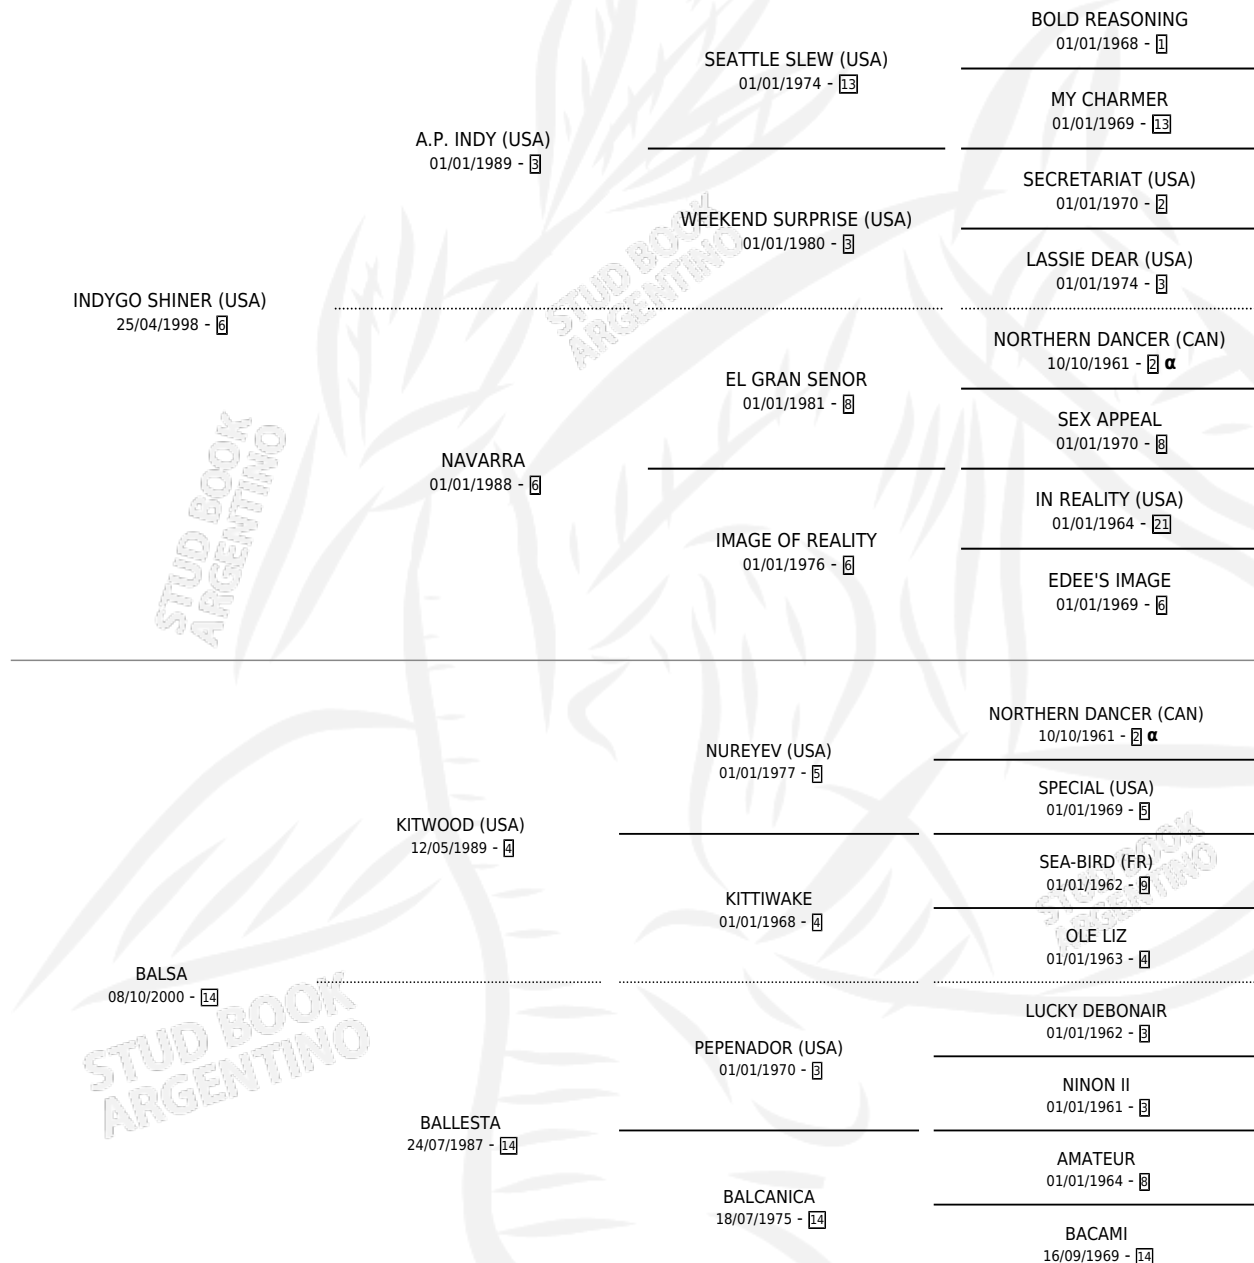 BOLD REASONING
01/01/1968 - 1
SEATTLE SLEW (USA)
01/01/1974 - 13
MY CHARMER
01/01/1969 - 13
A.P. INDY (USA)
01/01/1989 - 3
SECRETARIAT (USA)
01/01/1970 - 2
WEEKEND SURPRISE (USA)
01/01/1980 - 3
LASSIE DEAR (USA)
01/01/1974 - 3
INDYGO SHINER (USA)
25/04/1998 - 6
NORTHERN DANCER (CAN)
10/10/1961 - 2 α
EL GRAN SENOR
01/01/1981 - 8
SEX APPEAL
01/01/1970 - 8
NAVARRA
01/01/1988 - 6
IN REALITY (USA)
01/01/1964 - 21
IMAGE OF REALITY
01/01/1976 - 6
EDEE'S IMAGE
01/01/1969 - 6
NORTHERN DANCER (CAN)
10/10/1961 - 2 α
NUREYEV (USA)
01/01/1977 - 5
SPECIAL (USA)
01/01/1969 - 5
KITWOOD (USA)
12/05/1989 - 4
SEA-BIRD (FR)
01/01/1962 - 9
KITTIWAKE
01/01/1968 - 4
OLE LIZ
01/01/1963 - 4
BALSA
08/10/2000 - 14
LUCKY DEBONAIR
01/01/1962 - 3
PEPENADOR (USA)
01/01/1970 - 3
NINON II
01/01/1961 - 3
BALLESTA
24/07/1987 - 14
AMATEUR
01/01/1964 - 8
BALCANICA
18/07/1975 - 14
BACAMI
16/09/1969 - 14
STUD BOOK
ARGENTINO
STUD BOOK
ARGENTINO
STUD BOOK
ARGENTINO
STUD BOOK
ARGENTINO